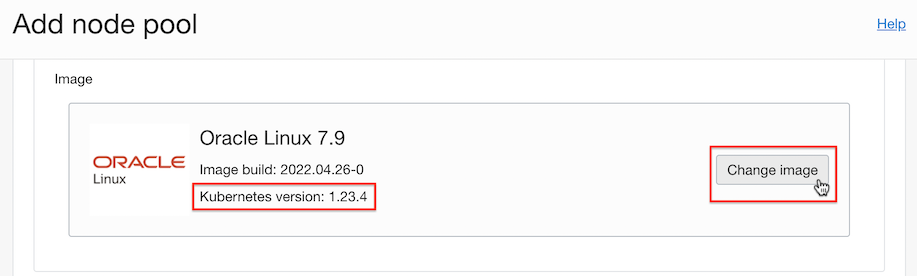 Add node pool
Help
Image
ORACLE
Linux
Oracle Linux 7.9
Image build: 2022.04.26-0
Kubernetes version: 1.23.4
Change image